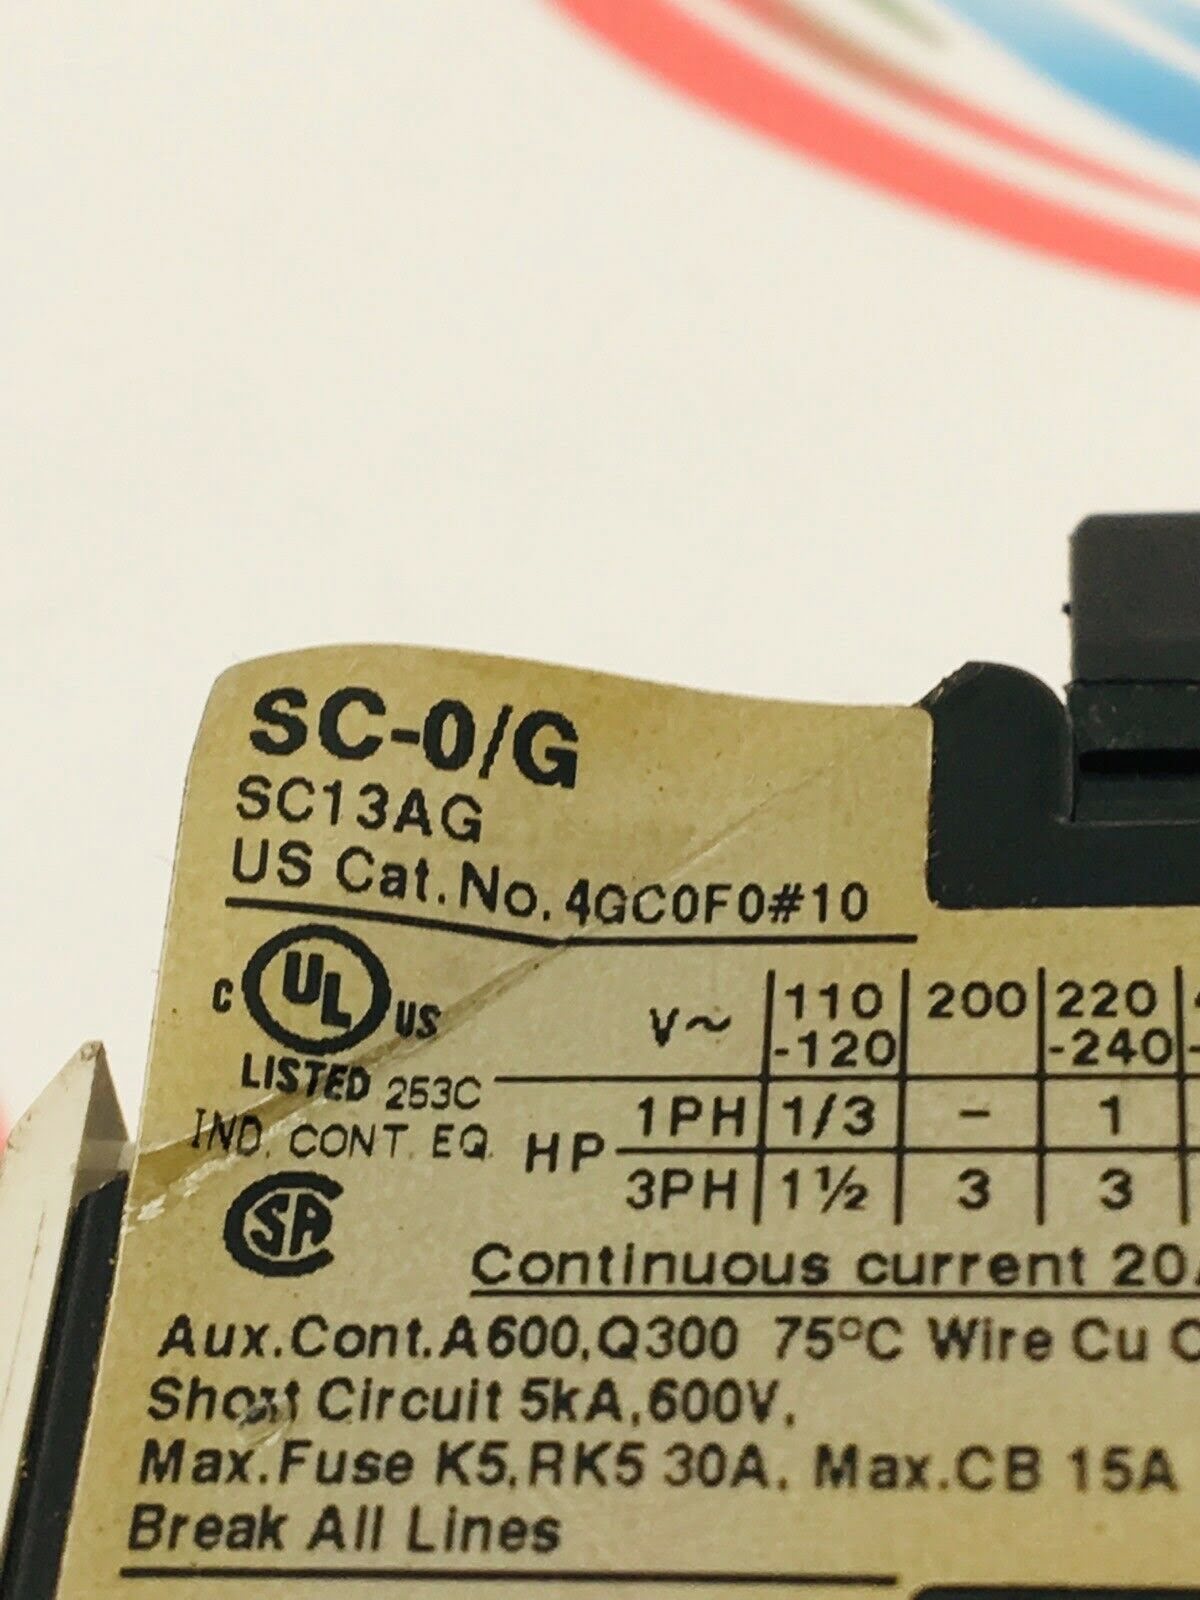 SC-0/G
SC13AG
US Cat. No. 4GC0F0#10
C UL US
LISTED 253C
IND. CONT. EQ.
SA
V~ 110-120 200 220-240
HP
1PH 1/3 – 1
3PH 1½ 3 3
Continuous current 20
Aux.Cont.A600,Q300 75°C Wire Cu
Short Circuit 5kA,600V,
Max.Fuse K5,RK5 30A, Max.CB 15A
Break All Lines